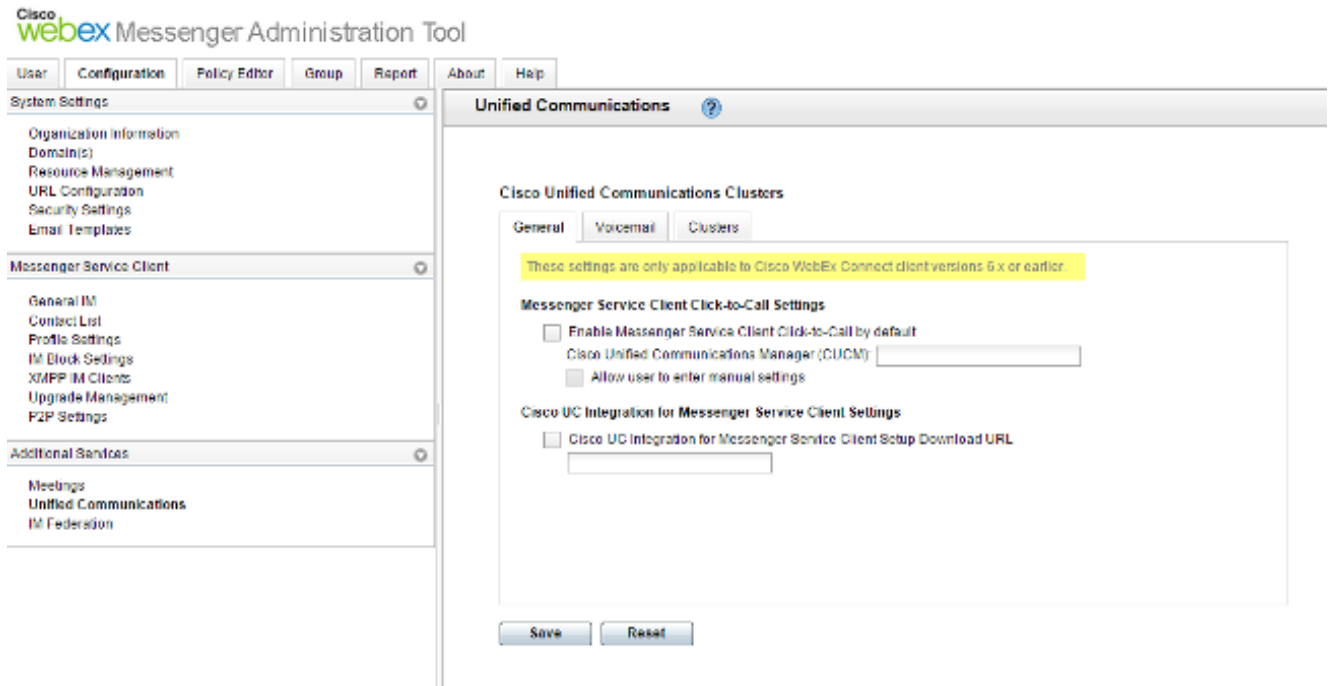 Cisco
webex Messenger Administration Tool
User Configuration Policy Editor Group Report About Help
System Settings
Organization Information
Domain(s)
Resource Management
URL Configuration
Security Settings
Email Templates
Messenger Service Client
General IM
Contact List
Profile Settings
IM Block Settings
XMPP IM Clients
Upgrade Management
P2P Settings
Additional Services
Meetings
Unified Communications
IM Federation
Unified Communications ?
Cisco Unified Communications Clusters
General Voicemail Clusters
These settings are only applicable to Cisco WebEx Connect client versions 6.x or earlier.
Messenger Service Client Click-to-Call Settings
Enable Messenger Service Client Click-to-Call by default
Cisco Unified Communications Manager (CUCM):
Allow user to enter manual settings
Cisco UC Integration for Messenger Service Client Settings
Cisco UC Integration for Messenger Service Client Setup Download URL
Save Reset